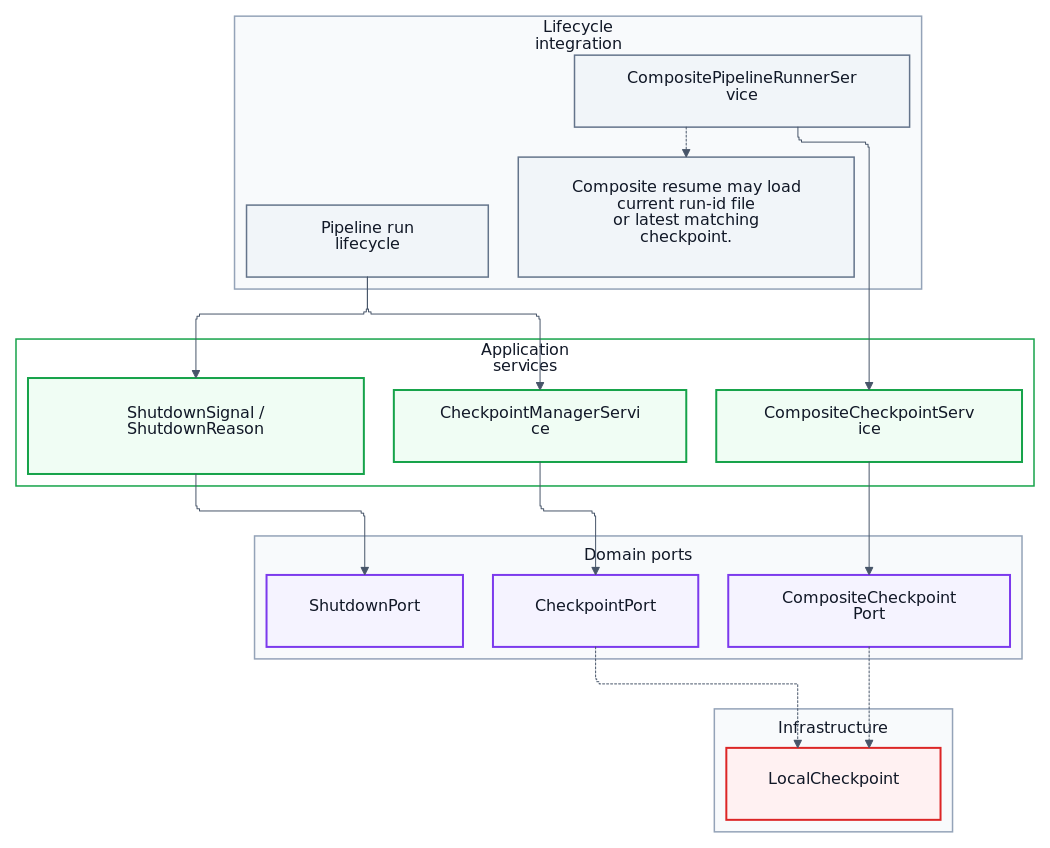 Lifecycle
integration
CompositePipelineRunnerSer
vice
Composite resume may load
current run-id file
or latest matching
checkpoint.
Pipeline run
lifecycle
Application
services
ShutdownSignal /
ShutdownReason
CheckpointManagerServi
ce
CompositeCheckpointServ
ice
Domain ports
ShutdownPort
CheckpointPort
CompositeCheckpoint
Port
Infrastructure
LocalCheckpoint